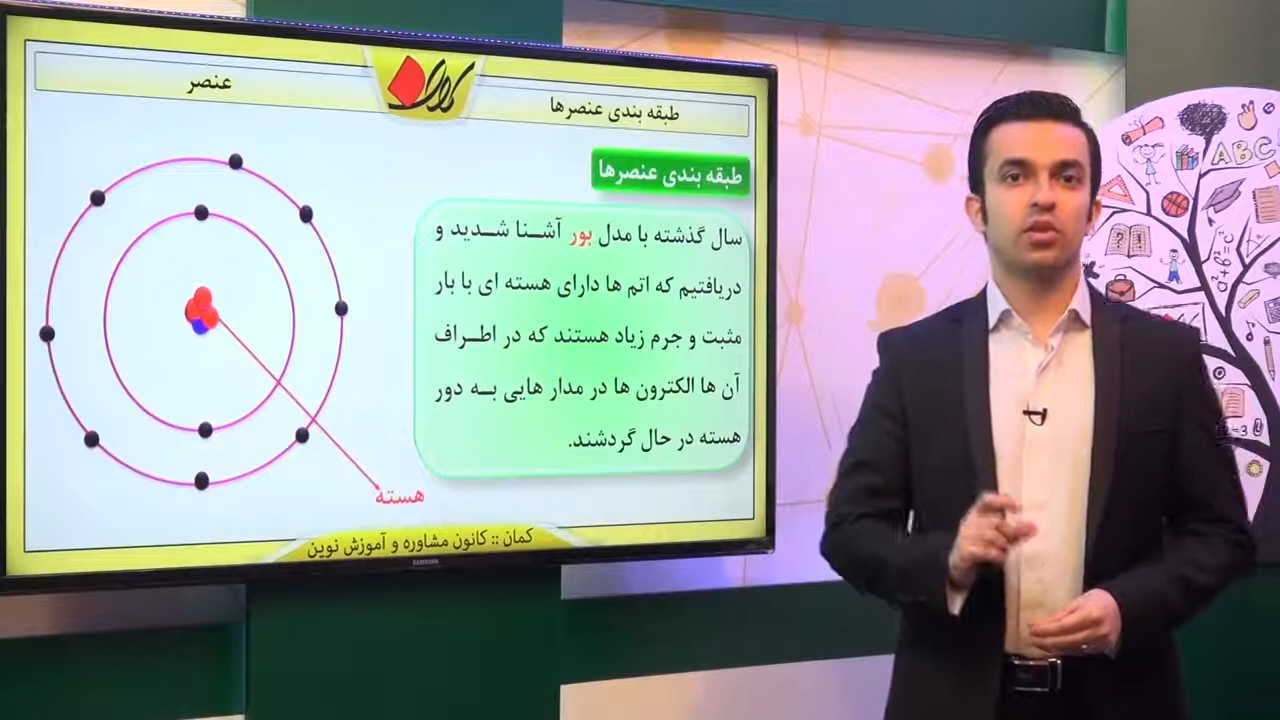 طبقه بندی عنصرها
عنصر
طبقه بندی عنصرها
سال گذشته با مدل بور آشنا شدید و
دریافتیم که اتم ها دارای هسته ای با بار
مثبت و جرم زیاد هستند که در اطراف
آن ها الکترون ها در مدار هایی به دور
هسته در حال گردشند.
هسته
کمان :: کانون مشاوره و آموزش نوین
SAMSUNG
ABC